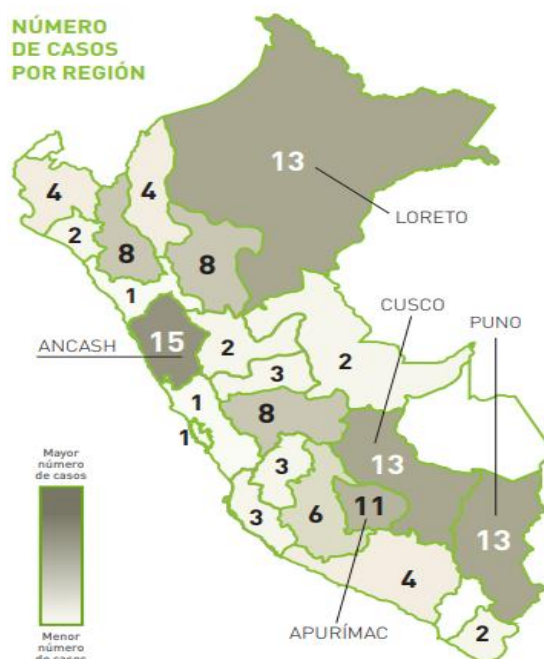 NÚMERO
DE CASOS
POR REGIÓN
13
4
4
LORETO
2
8
8
1
CUSCO
PUNO
ANCASH
15
2
2
3
1
8
1
13
3
11
3
6
13
4
2
APURÍMAC
Mayor
número
de casos
Menor
número
de casos